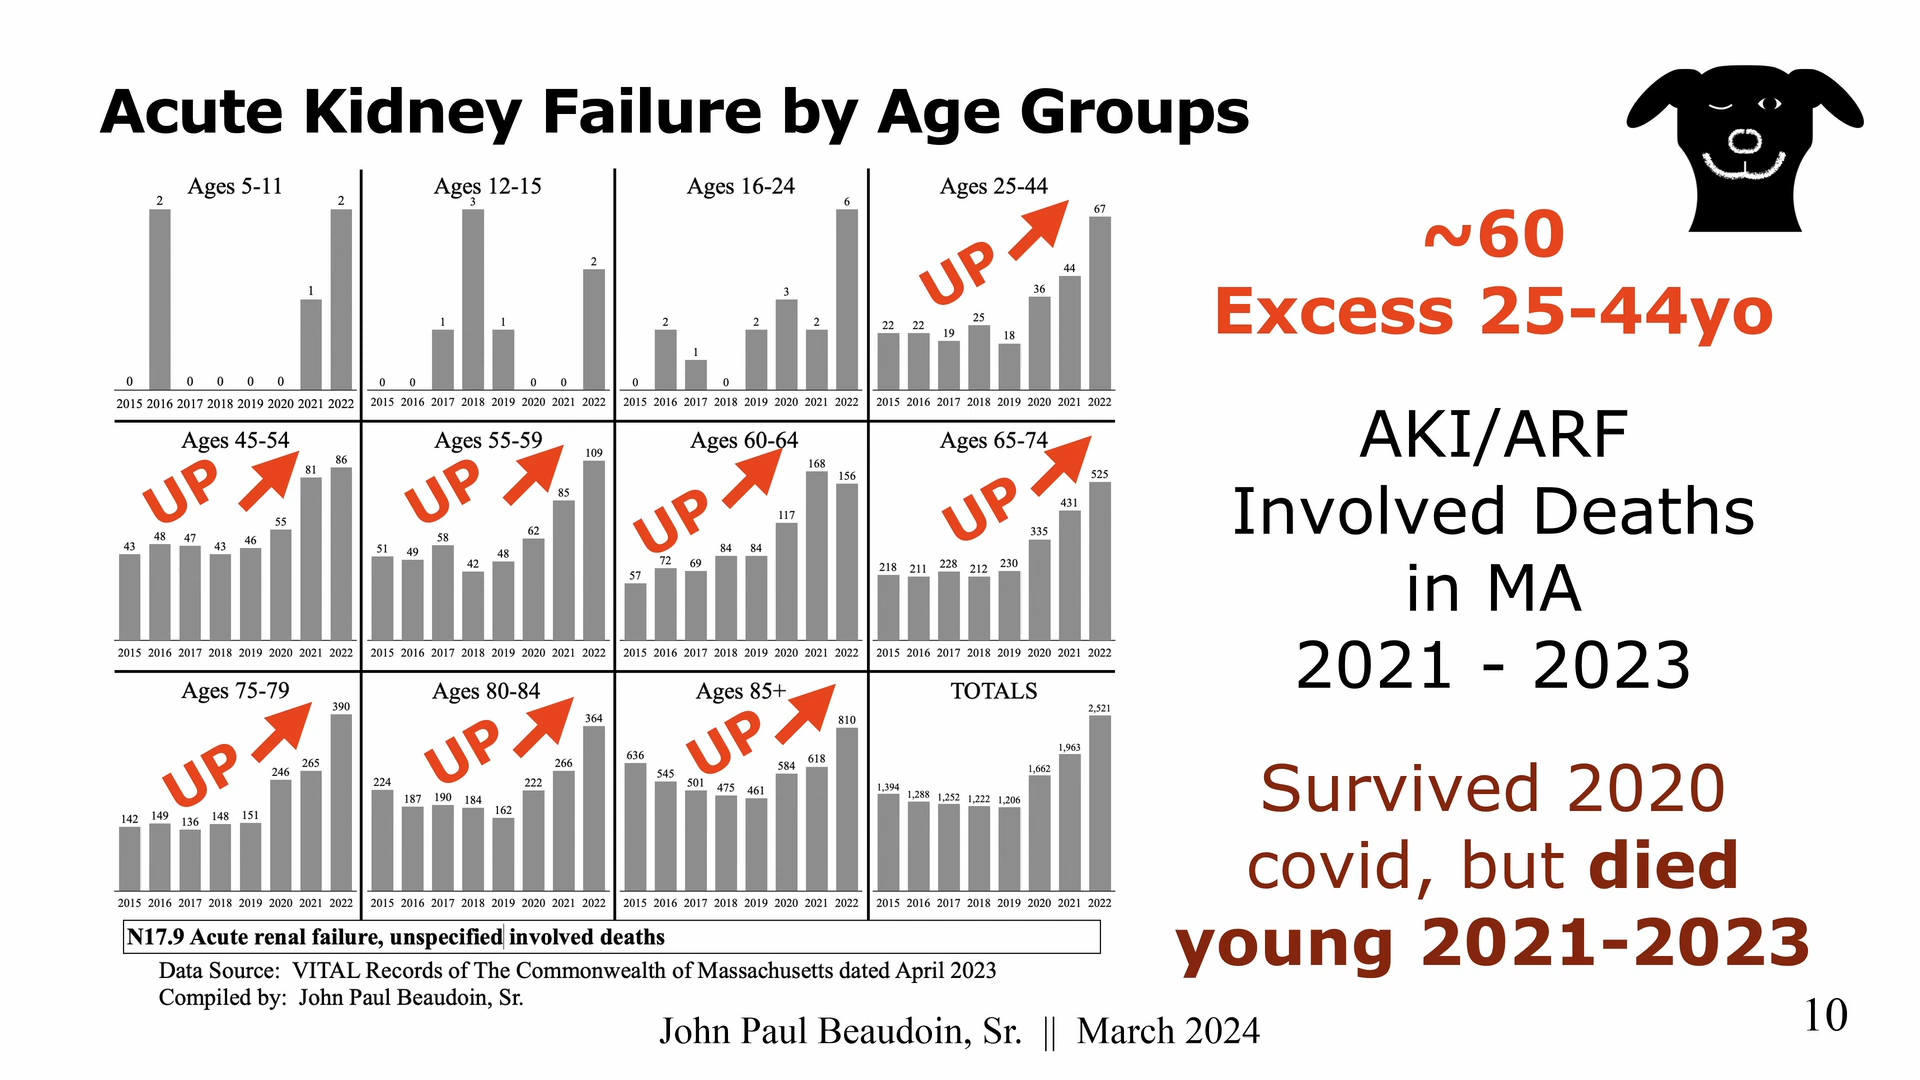 Acute Kidney Failure by Age Groups
Ages 5-11
2
2
1
0 0 0 0 0
2015 2016 2017 2018 2019 2020 2021 2022
Ages 12-15
3
2
1 1
0 0 0 0
2015 2016 2017 2018 2019 2020 2021 2022
Ages 16-24
6
3
2 2 2
1
0 0
2015 2016 2017 2018 2019 2020 2021 2022
Ages 25-44
UP
22 22 19 25 18 36 44 67
2015 2016 2017 2018 2019 2020 2021 2022
Ages 45-54
UP
43 48 47 43 46 55 81 86
2015 2016 2017 2018 2019 2020 2021 2022
Ages 55-59
UP
51 49 58 42 48 62 85 109
2015 2016 2017 2018 2019 2020 2021 2022
Ages 60-64
UP
57 72 69 84 84 117 168 156
2015 2016 2017 2018 2019 2020 2021 2022
Ages 65-74
UP
218 211 228 212 230 335 431 525
2015 2016 2017 2018 2019 2020 2021 2022
Ages 75-79
UP
142 149 136 148 151 246 265 390
2015 2016 2017 2018 2019 2020 2021 2022
Ages 80-84
UP
224 187 190 184 162 222 266 364
2015 2016 2017 2018 2019 2020 2021 2022
Ages 85+
UP
636 545 501 475 461 584 618 810
2015 2016 2017 2018 2019 2020 2021 2022
TOTALS
1,394 1,288 1,252 1,222 1,206 1,662 1,963 2,521
2015 2016 2017 2018 2019 2020 2021 2022
N17.9 Acute renal failure, unspecified involved deaths
Data Source: VITAL Records of The Commonwealth of Massachusetts dated April 2023
Compiled by: John Paul Beaudoin, Sr.
~60
Excess 25-44yo
AKI/ARF
Involved Deaths
in MA
2021 - 2023
Survived 2020
covid, but died
young 2021-2023
John Paul Beaudoin, Sr. || March 2024
10